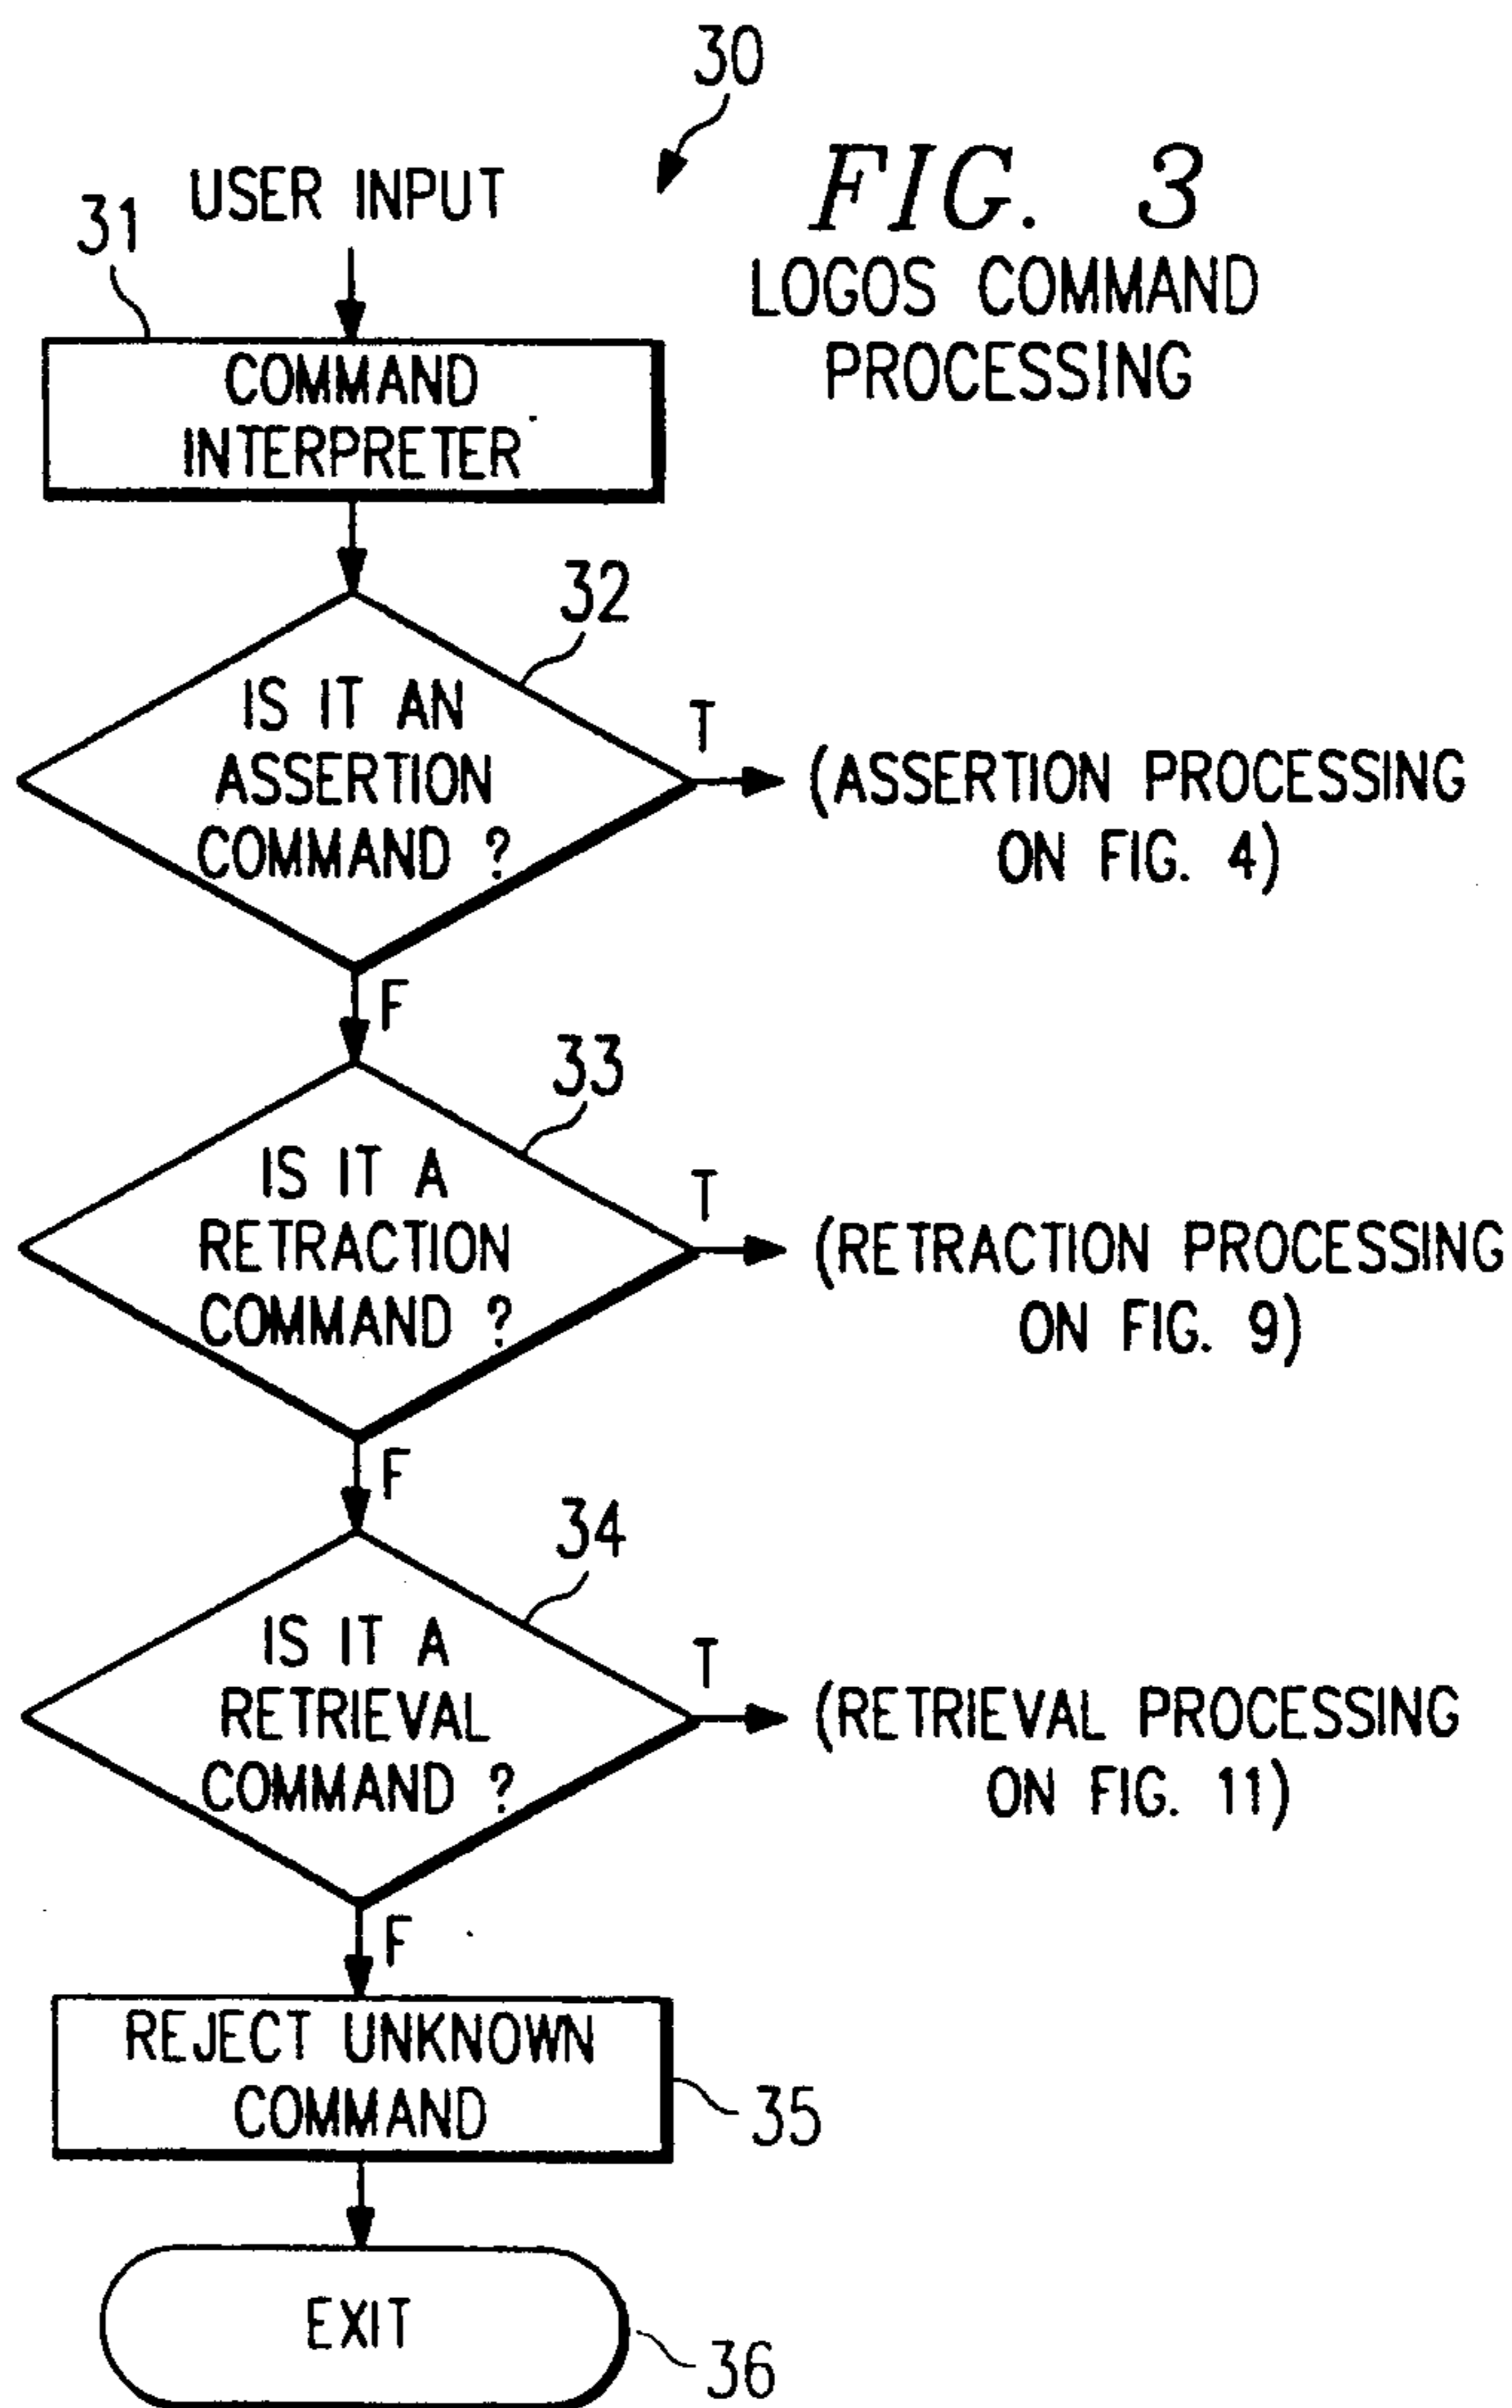 30
FIG. 3
LOGOS COMMAND
PROCESSING
USER INPUT
31
COMMAND
INTERPRETER
32
IS IT AN
ASSERTION
COMMAND ?
T
(ASSERTION PROCESSING
ON FIG. 4)
F
33
IS IT A
RETRACTION
COMMAND ?
T
(RETRACTION PROCESSING
ON FIG. 9)
F
34
IS IT A
RETRIEVAL
COMMAND ?
T
(RETRIEVAL PROCESSING
ON FIG. 11)
F
REJECT UNKNOWN
COMMAND
35
EXIT
36